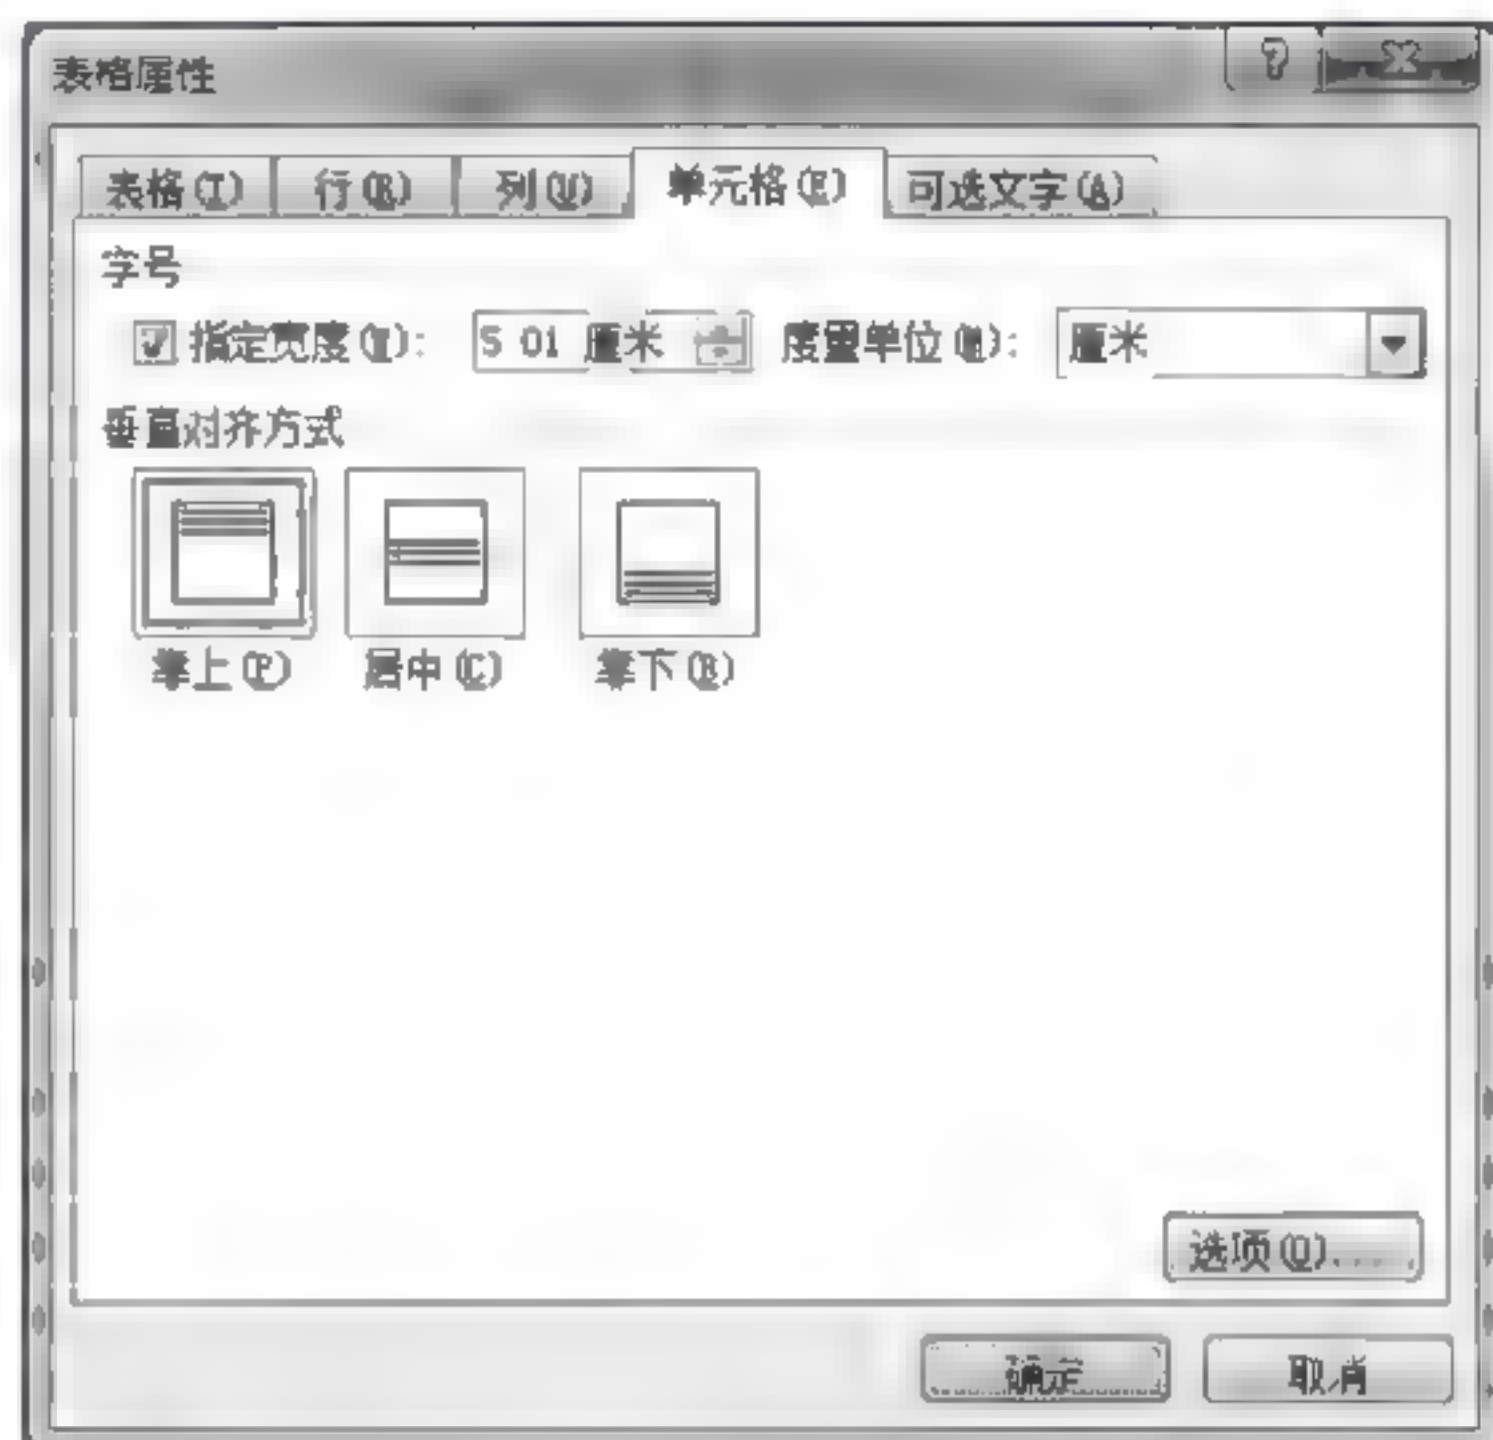 表格属性
表格(T) 行(R) 列(U) 单元格(E) 可选文字(A)
字号
指定宽度(W): 5.01 厘米 度量单位(M): 厘米
垂直对齐方式
靠上(P) 居中(C) 靠下(B)
选项(O)...
确定 取消